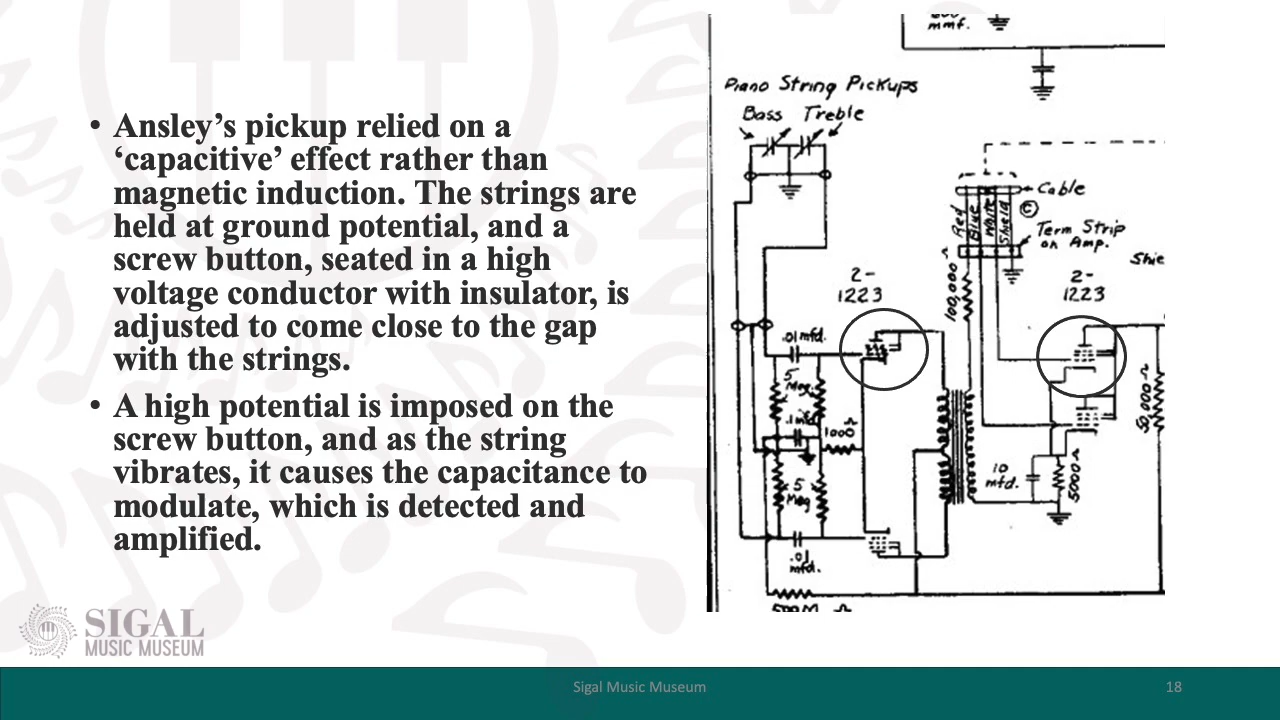 • Ansley’s pickup relied on a
‘capacitive’ effect rather than
magnetic induction. The strings are
held at ground potential, and a
screw button, seated in a high
voltage conductor with insulator, is
adjusted to come close to the gap
with the strings.
• A high potential is imposed on the
screw button, and as the string
vibrates, it causes the capacitance to
modulate, which is detected and
amplified.
mmf.
Piano String Pickups
Bass Treble
Cable
Red
Blue
White
Shield
C
Term Strip
on Amp.
Shie
2-
1223
100,000 Ω
2-
1223
.01 mfd.
5
Meg.
.1 mfd
1000 Ω
50,000 Ω
10
mfd.
5000 Ω
5
Meg
.01
mfd.
SIGAL
MUSIC MUSEUM
Sigal Music Museum
18